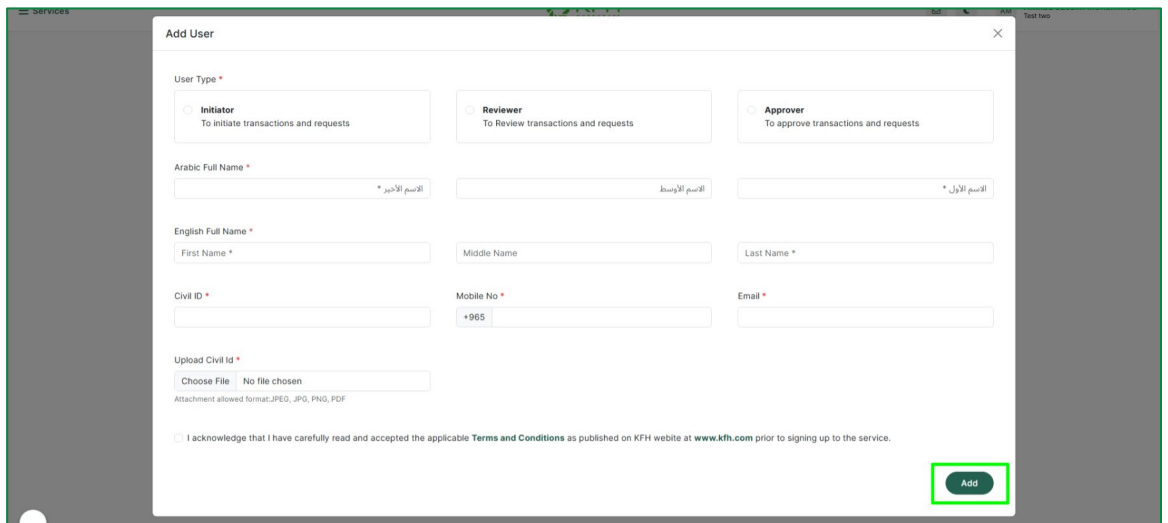 Services
AM
Test two
Add User
User Type *
Initiator
To initiate transactions and requests
Reviewer
To Review transactions and requests
Approver
To approve transactions and requests
Arabic Full Name *
الاسم الأخير *
الاسم الأوسط
الاسم الأول *
English Full Name *
First Name *
Middle Name
Last Name *
Civil ID *
Mobile No *
Email *
+965
Upload Civil Id *
Choose File No file chosen
Attachment allowed format:JPEG, JPG, PNG, PDF
I acknowledge that I have carefully read and accepted the applicable Terms and Conditions as published on KFH webite at www.kfh.com prior to signing up to the service.
Add